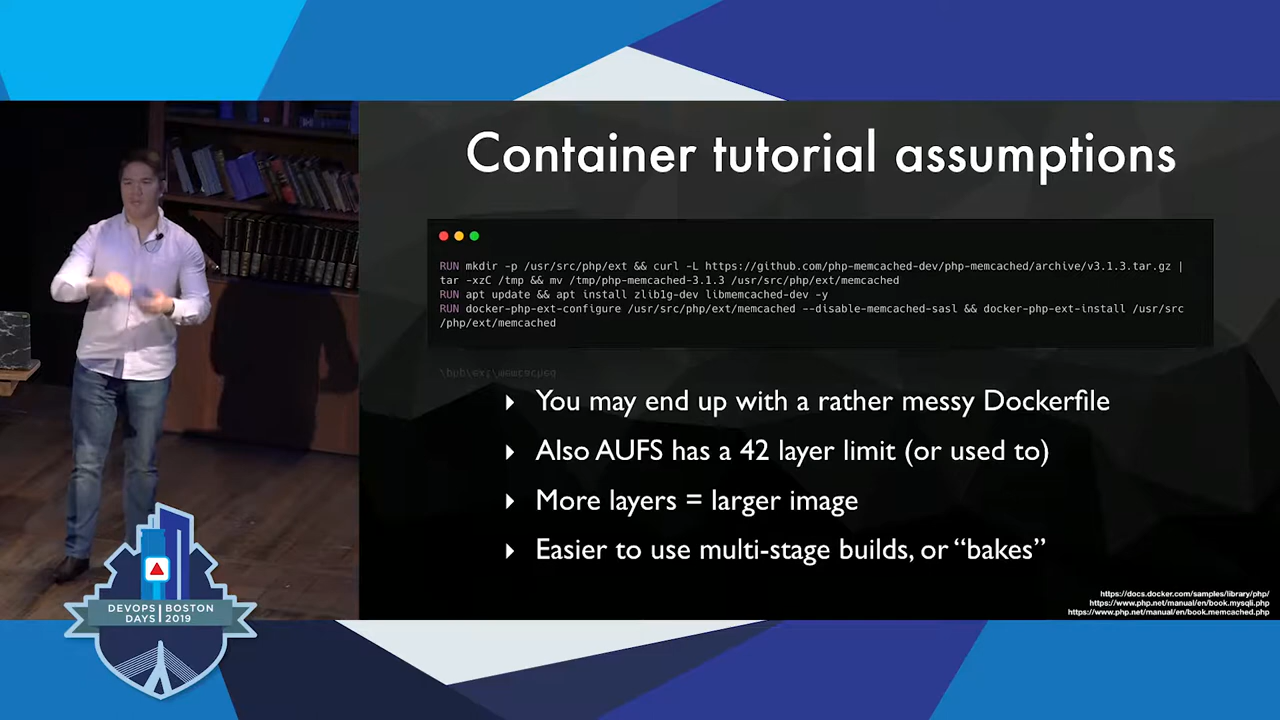 Container tutorial assumptions
RUN mkdir -p /usr/src/php/ext && curl -L https://github.com/php-memcached-dev/php-memcached/archive/v3.1.3.tar.gz |
tar -xzC /tmp && mv /tmp/php-memcached-3.1.3 /usr/src/php/ext/memcached
RUN apt update && apt install zlib1g-dev libmemcached-dev -y
RUN docker-php-ext-configure /usr/src/php/ext/memcached --disable-memcached-sasl && docker-php-ext-install /usr/src
/php/ext/memcached
You may end up with a rather messy Dockerfile
Also AUFS has a 42 layer limit (or used to)
More layers = larger image
Easier to use multi-stage builds, or “bakes”
https://docs.docker.com/samples/library/php/
https://www.php.net/manual/en/book.mysqli.php
https://www.php.net/manual/en/book.memcached.php
DEVOPS BOSTON
DAYS 2019